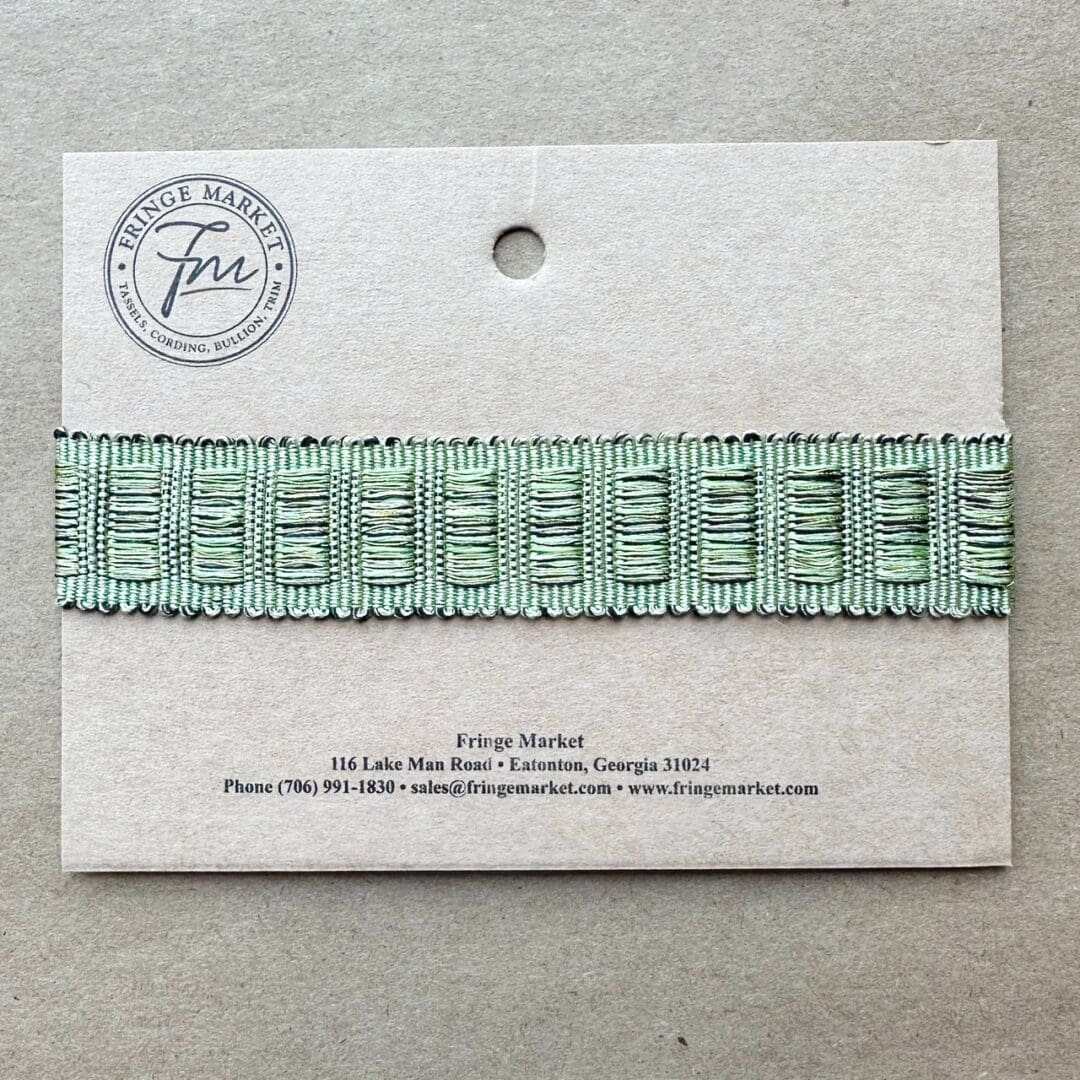 FRINGE MARKET
Fm
• TASSELS, CORDING, BULLION, TRIM •
Fringe Market
116 Lake Man Road • Eatonton, Georgia 31024
Phone (706) 991-1830 • sales@fringemarket.com • www.fringemarket.com